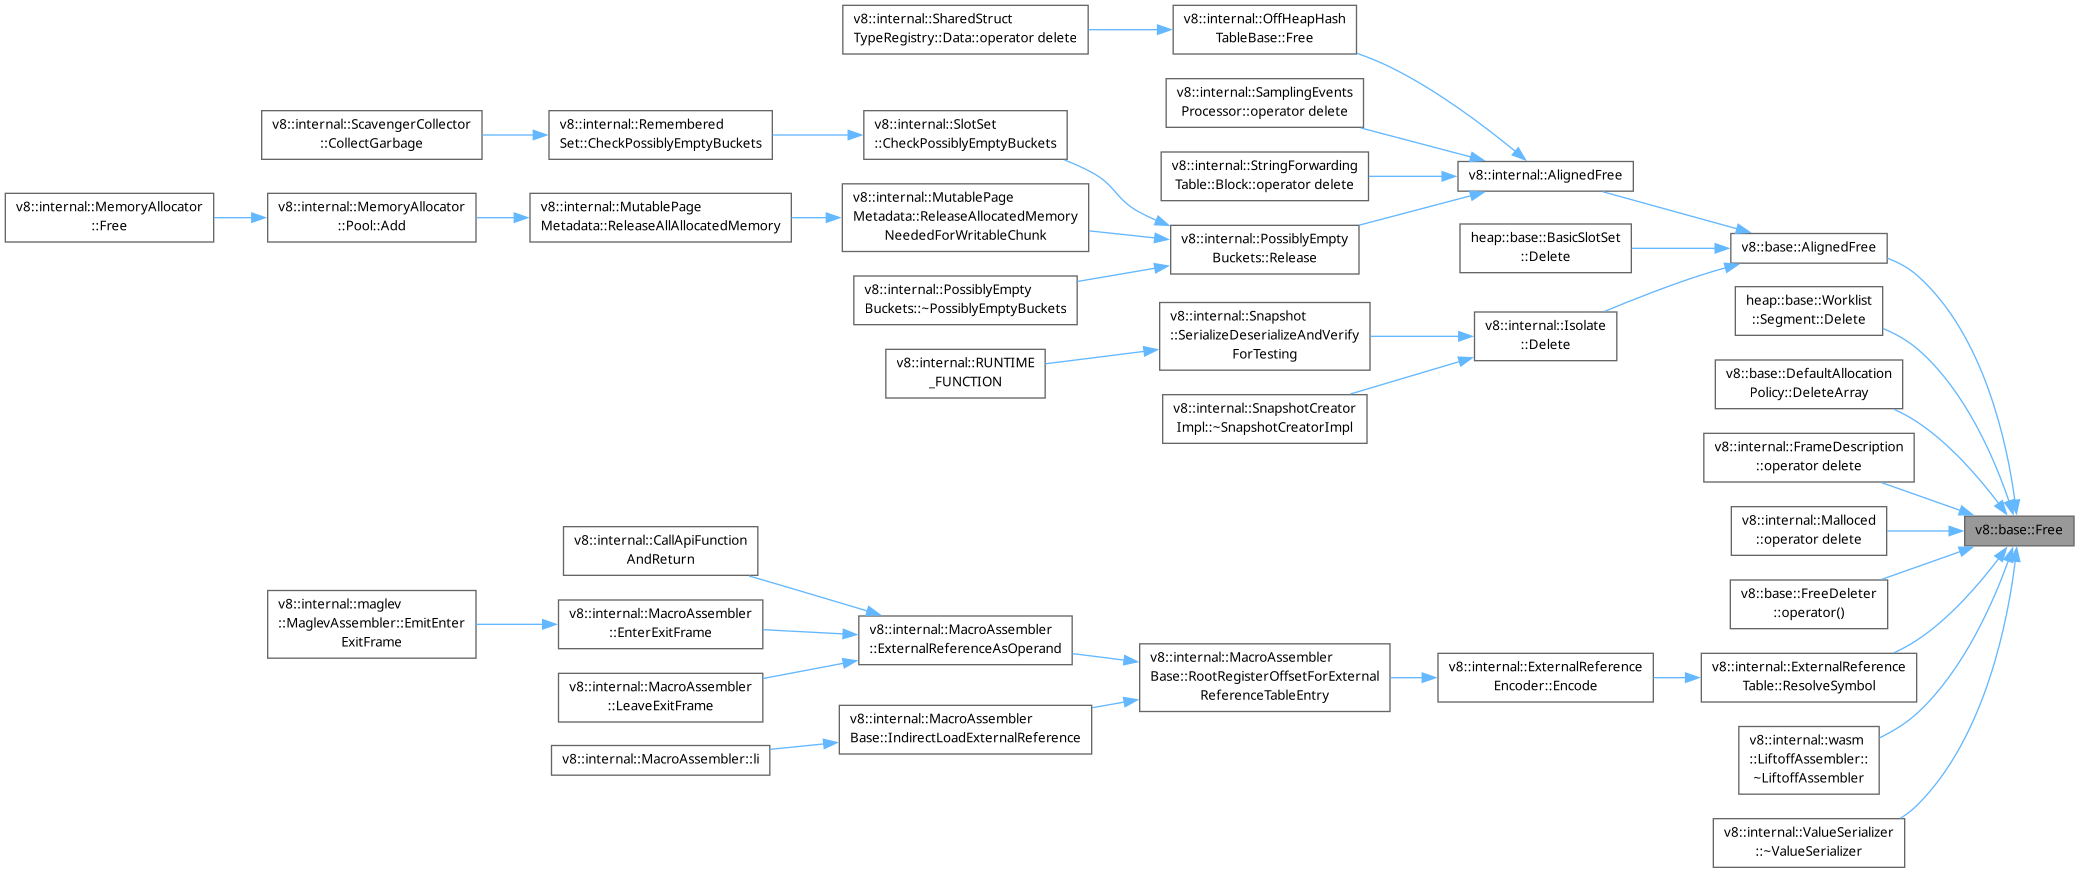 v8::internal::SharedStruct
TypeRegistry::Data::operator delete
v8::internal::OffHeapHash
TableBase::Free
v8::internal::SamplingEvents
Processor::operator delete
v8::internal::ScavengerCollector
::CollectGarbage
v8::internal::Remembered
Set::CheckPossiblyEmptyBuckets
v8::internal::SlotSet
::CheckPossiblyEmptyBuckets
v8::internal::StringForwarding
Table::Block::operator delete
v8::internal::AlignedFree
v8::internal::MemoryAllocator
::Free
v8::internal::MemoryAllocator
::Pool::Add
v8::internal::MutablePage
Metadata::ReleaseAllAllocatedMemory
v8::internal::MutablePage
Metadata::ReleaseAllocatedMemory
NeededForWritableChunk
v8::internal::PossiblyEmpty
Buckets::Release
heap::base::BasicSlotSet
::Delete
v8::base::AlignedFree
v8::internal::PossiblyEmpty
Buckets::~PossiblyEmptyBuckets
heap::base::Worklist
::Segment::Delete
v8::internal::Snapshot
::SerializeDeserializeAndVerify
ForTesting
v8::internal::Isolate
::Delete
v8::internal::RUNTIME
_FUNCTION
v8::base::DefaultAllocation
Policy::DeleteArray
v8::internal::SnapshotCreator
Impl::~SnapshotCreatorImpl
v8::internal::FrameDescription
::operator delete
v8::internal::Malloced
::operator delete
v8::base::Free
v8::internal::CallApiFunction
AndReturn
v8::base::FreeDeleter
::operator()
v8::internal::maglev
::MaglevAssembler::EmitEnter
ExitFrame
v8::internal::MacroAssembler
::EnterExitFrame
v8::internal::MacroAssembler
::ExternalReferenceAsOperand
v8::internal::MacroAssembler
Base::RootRegisterOffsetForExternal
ReferenceTableEntry
v8::internal::ExternalReference
Encoder::Encode
v8::internal::ExternalReference
Table::ResolveSymbol
v8::internal::MacroAssembler
::LeaveExitFrame
v8::internal::MacroAssembler
Base::IndirectLoadExternalReference
v8::internal::MacroAssembler::li
v8::internal::wasm
::LiftoffAssembler::
~LiftoffAssembler
v8::internal::ValueSerializer
::~ValueSerializer